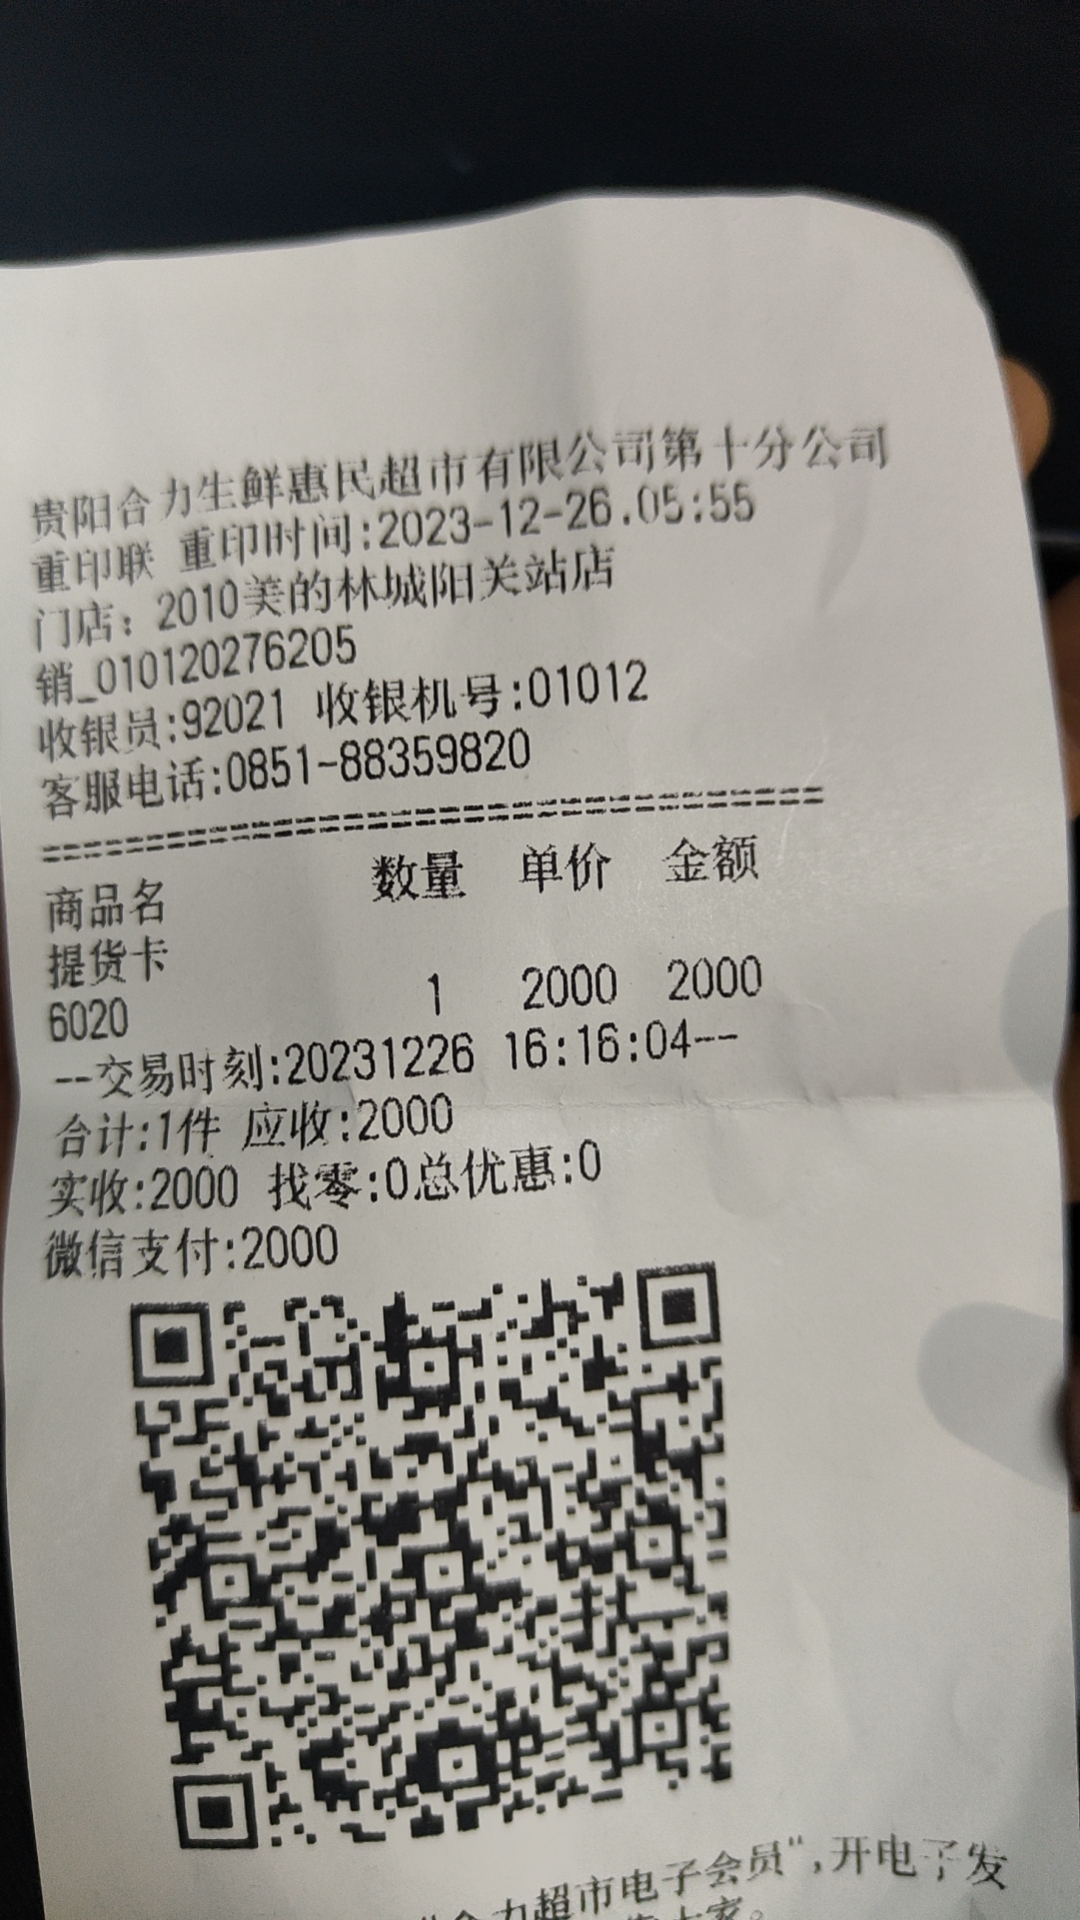 贵阳合力生鲜惠民超市有限公司第十分公司
重印联 重印时间:2023-12-26.05:55
门店：2010美的林城阳关站店
销_010120276205
收银员:92021 收银机号:01012
客服电话:0851-88359820
商品名 数量 单价 金额
提货卡
6020 1 2000 2000
--交易时刻:20231226 16:16:04--
合计:1件 应收:2000
实收:2000 找零:0总优惠:0
微信支付:2000
"合力超市电子会员",开电子发